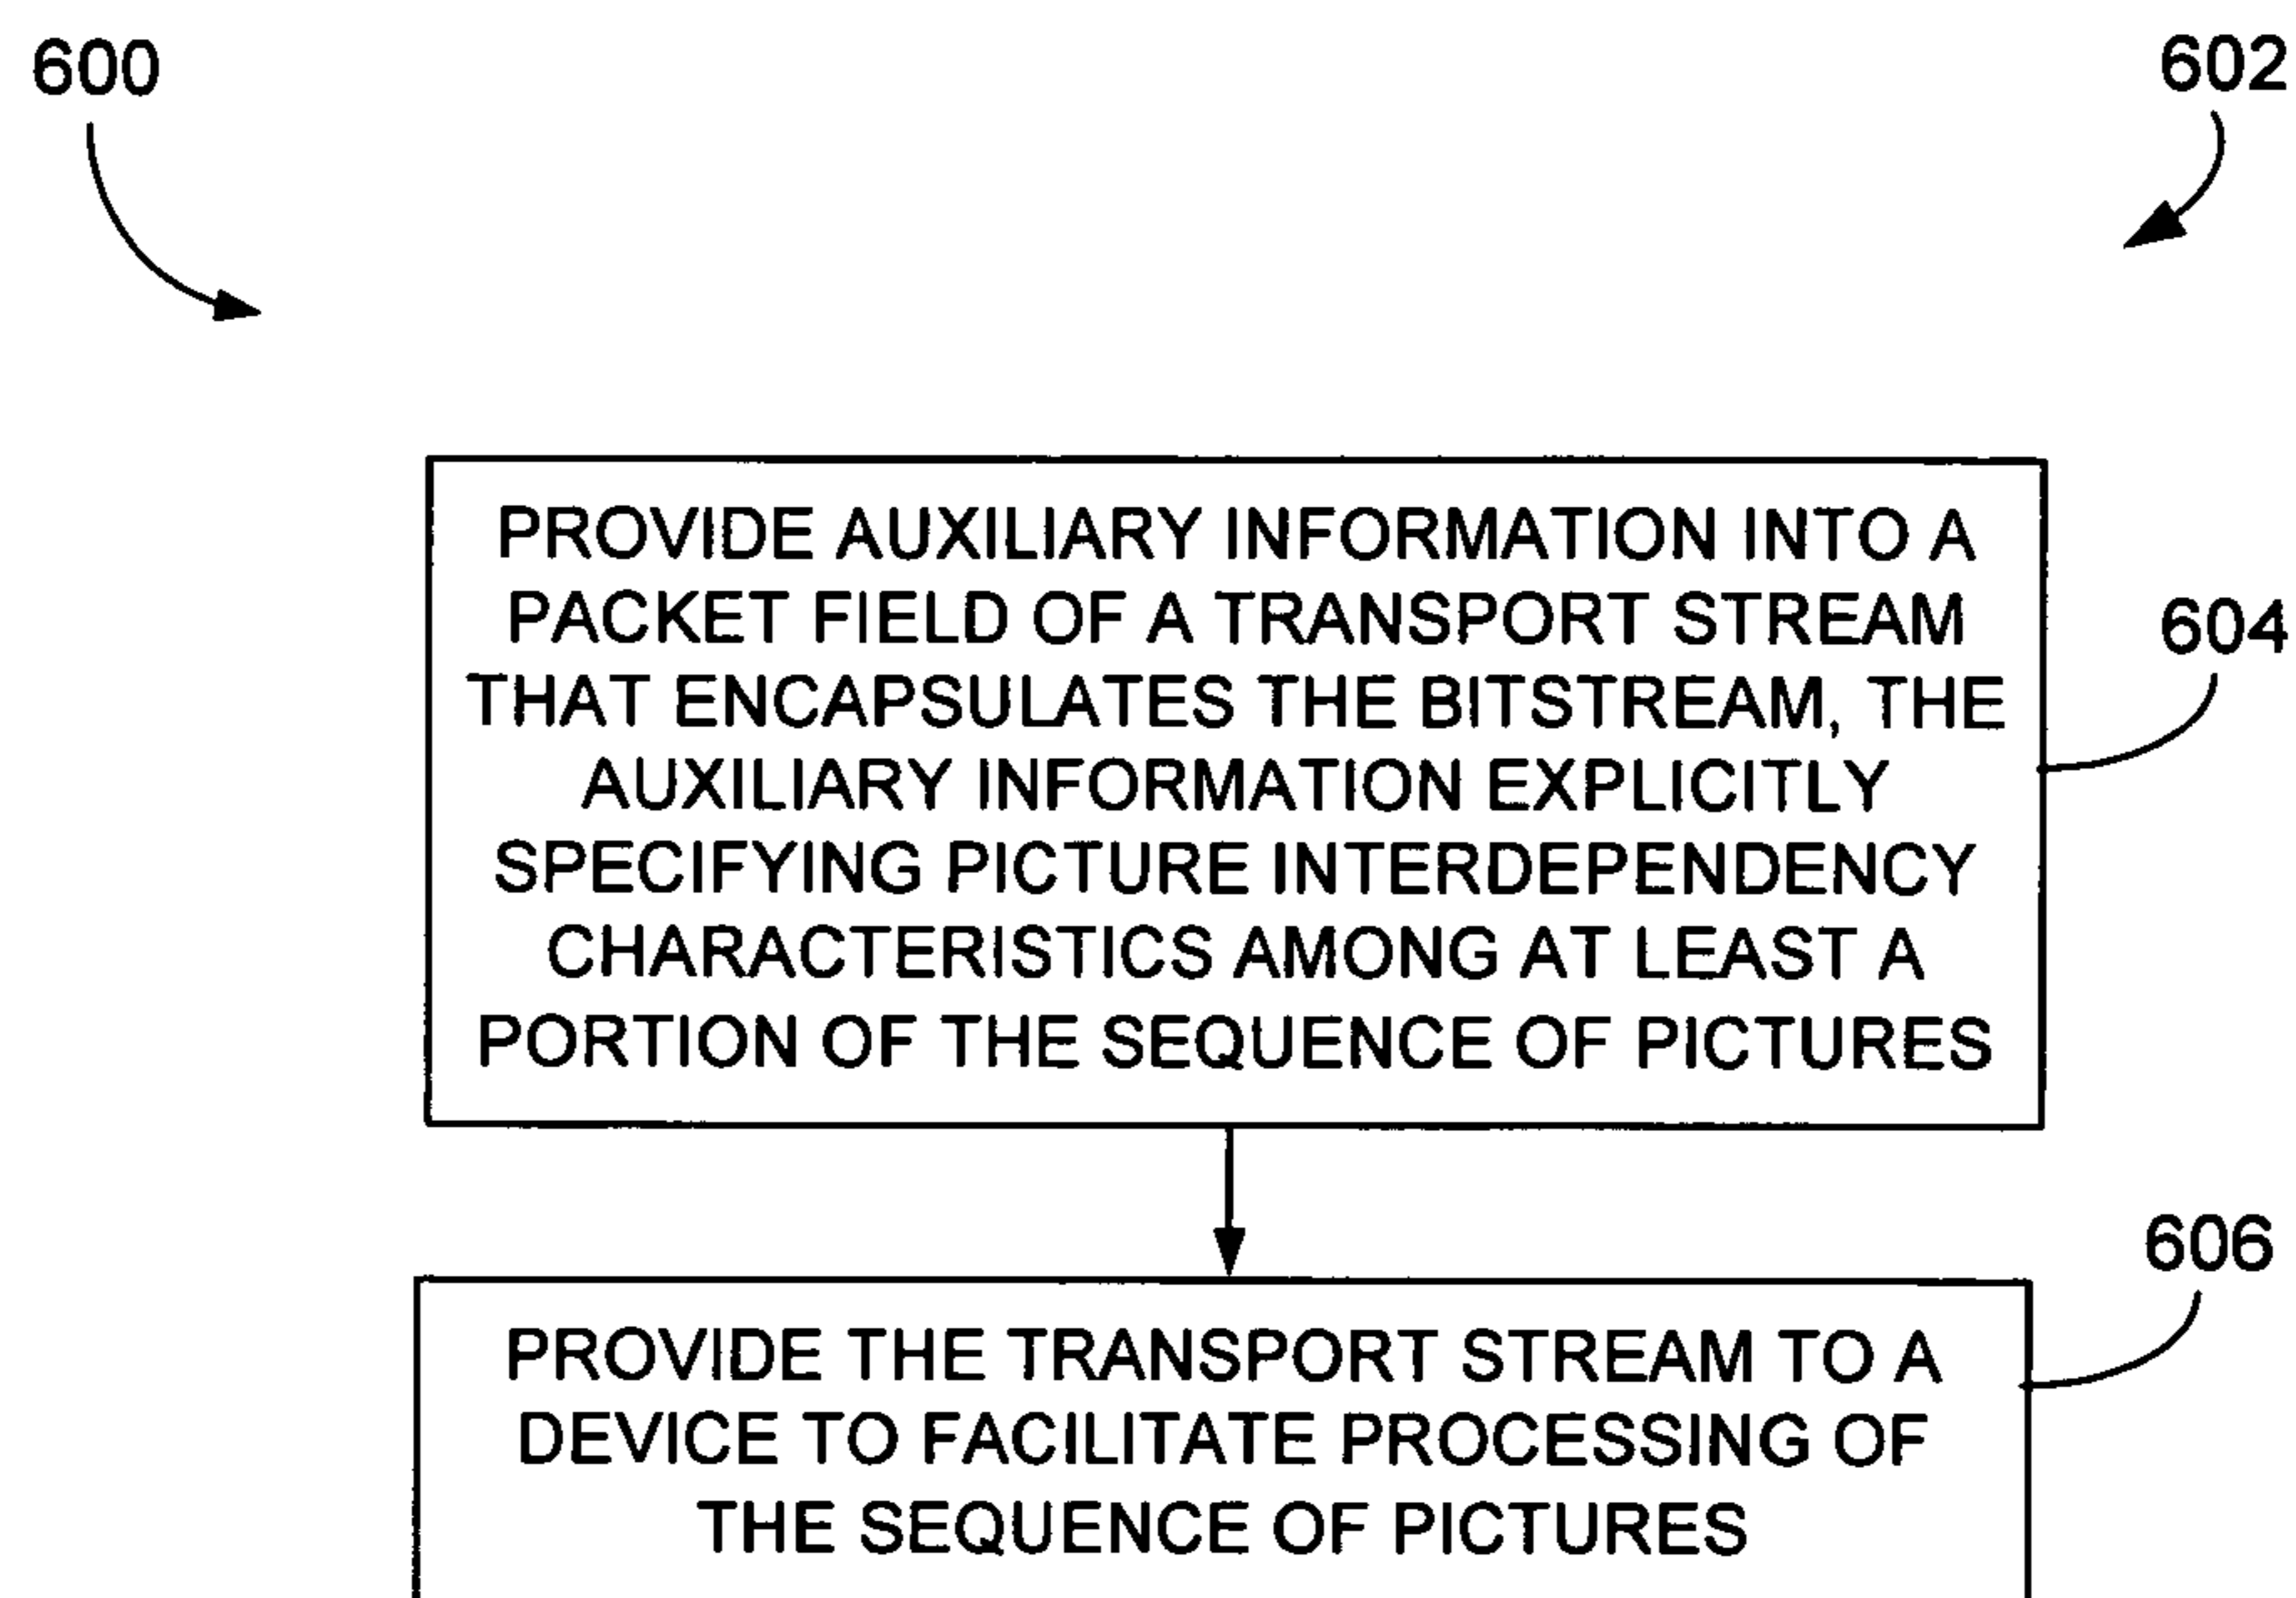 600
602
PROVIDE AUXILIARY INFORMATION INTO A
PACKET FIELD OF A TRANSPORT STREAM
THAT ENCAPSULATES THE BITSTREAM, THE
AUXILIARY INFORMATION EXPLICITLY
SPECIFYING PICTURE INTERDEPENDENCY
CHARACTERISTICS AMONG AT LEAST A
PORTION OF THE SEQUENCE OF PICTURES
604
606
PROVIDE THE TRANSPORT STREAM TO A
DEVICE TO FACILITATE PROCESSING OF
THE SEQUENCE OF PICTURES